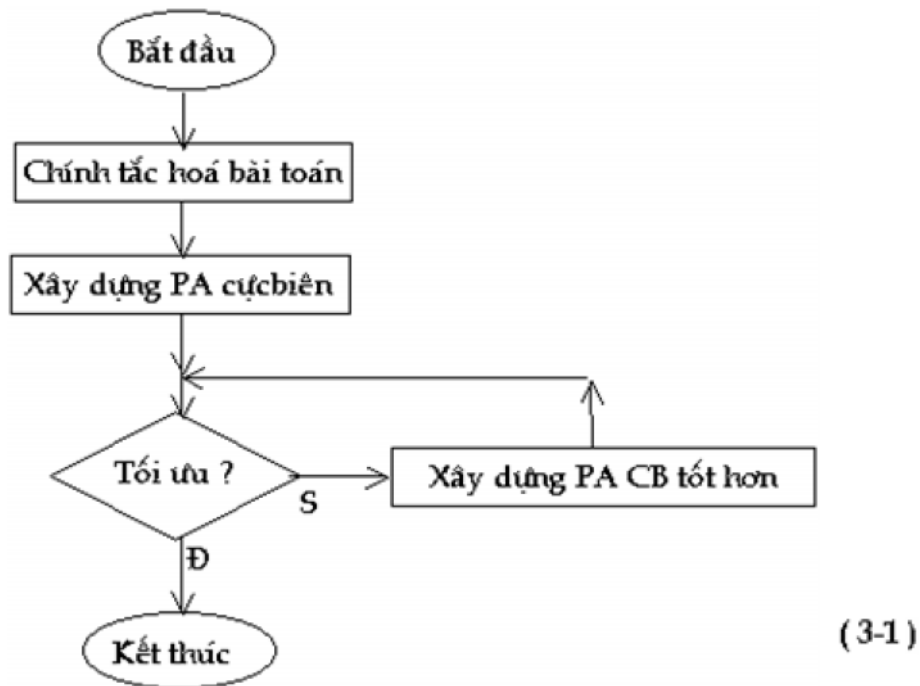 Bắt đầu
Chính tắc hoá bài toán
Xây dựng PA cựcbiên
Tối ưu ?
S
Xây dựng PA CB tốt hơn
Đ
Kết thúc
( 3-1 )